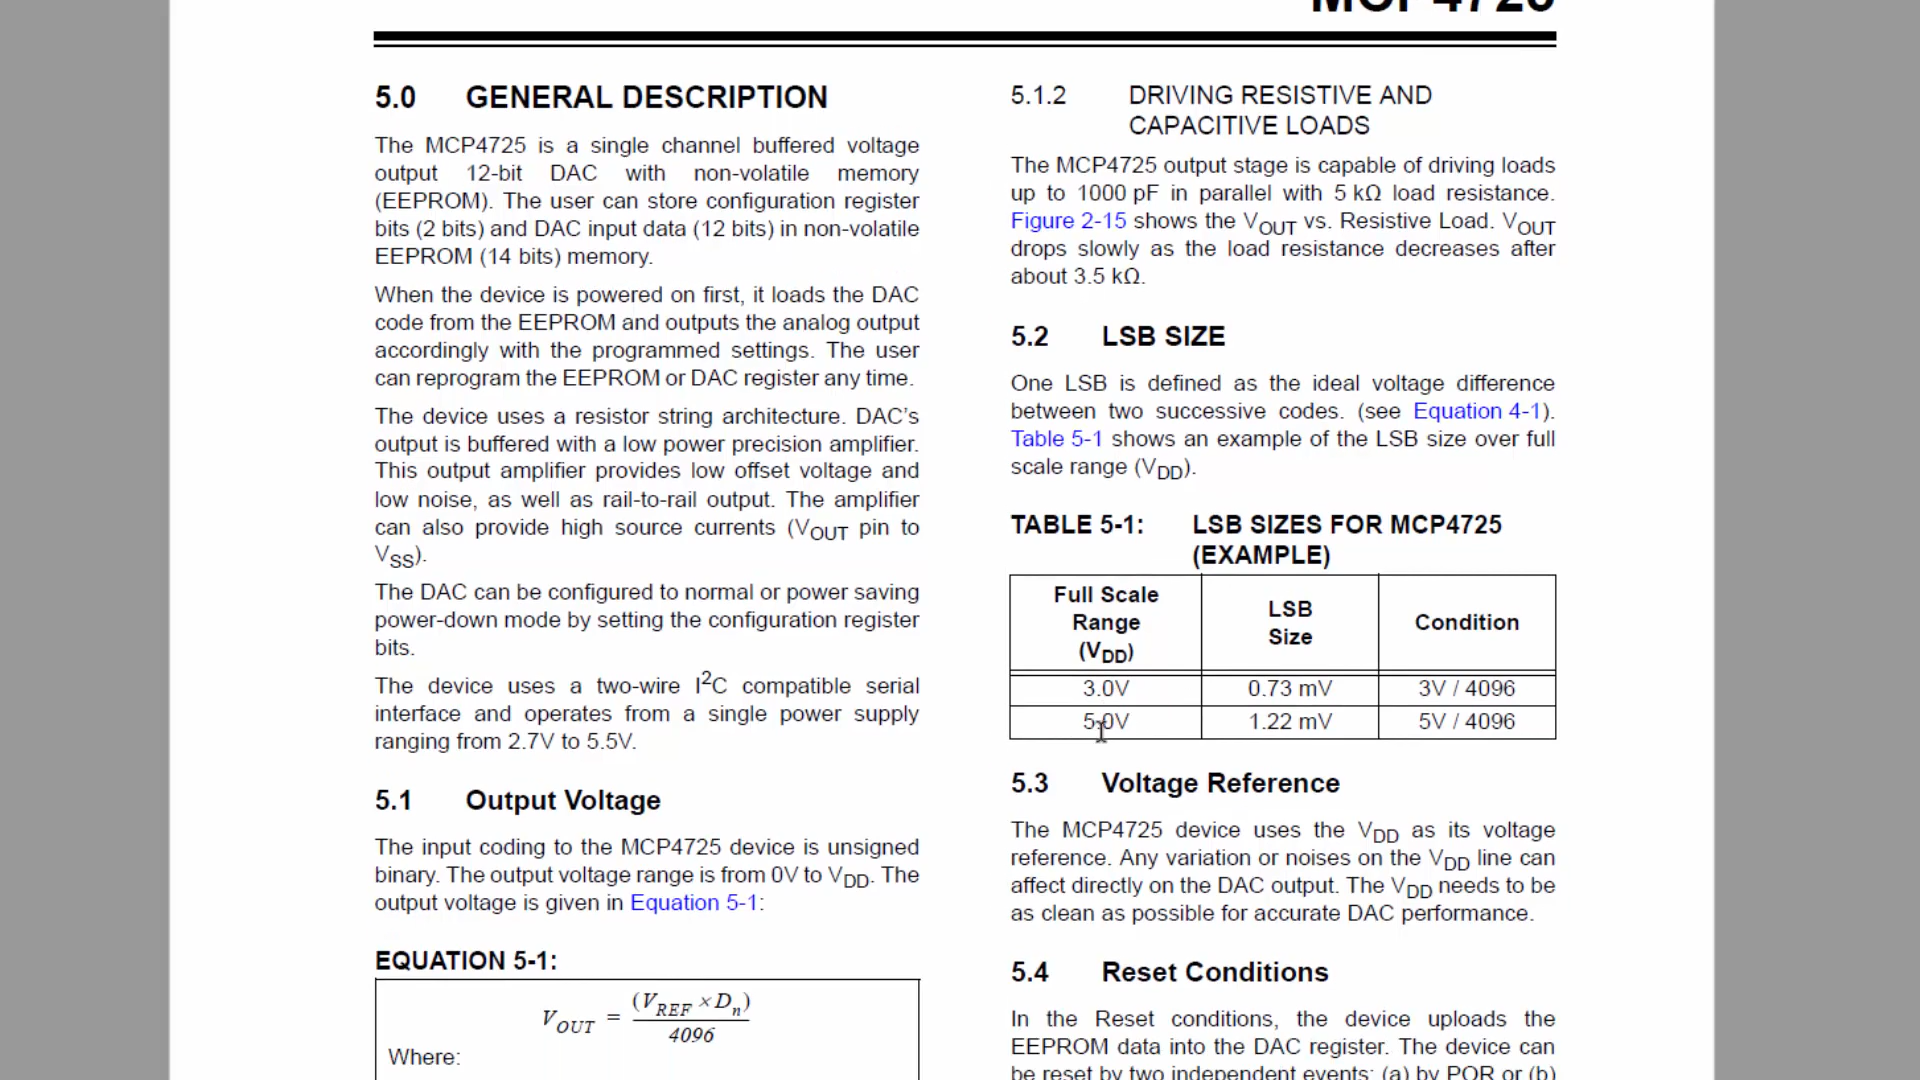 MCP4725
5.0 GENERAL DESCRIPTION
The MCP4725 is a single channel buffered voltage
output 12-bit DAC with non-volatile memory
(EEPROM). The user can store configuration register
bits (2 bits) and DAC input data (12 bits) in non-volatile
EEPROM (14 bits) memory.
When the device is powered on first, it loads the DAC
code from the EEPROM and outputs the analog output
accordingly with the programmed settings. The user
can reprogram the EEPROM or DAC register any time.
The device uses a resistor string architecture. DAC's
output is buffered with a low power precision amplifier.
This output amplifier provides low offset voltage and
low noise, as well as rail-to-rail output. The amplifier
can also provide high source currents (VOUT pin to
VSS).
The DAC can be configured to normal or power saving
power-down mode by setting the configuration register
bits.
The device uses a two-wire I2C compatible serial
interface and operates from a single power supply
ranging from 2.7V to 5.5V.
5.1 Output Voltage
The input coding to the MCP4725 device is unsigned
binary. The output voltage range is from 0V to VDD. The
output voltage is given in Equation 5-1:
EQUATION 5-1:
VOUT = (VREF × Dn)
4096
Where:
5.1.2 DRIVING RESISTIVE AND
CAPACITIVE LOADS
The MCP4725 output stage is capable of driving loads
up to 1000 pF in parallel with 5 kΩ load resistance.
Figure 2-15 shows the VOUT vs. Resistive Load. VOUT
drops slowly as the load resistance decreases after
about 3.5 kΩ.
5.2 LSB SIZE
One LSB is defined as the ideal voltage difference
between two successive codes. (see Equation 4-1).
Table 5-1 shows an example of the LSB size over full
scale range (VDD).
TABLE 5-1: LSB SIZES FOR MCP4725
(EXAMPLE)
Full Scale
Range
(VDD)
LSB
Size
Condition
3.0V 0.73 mV 3V / 4096
5.0V 1.22 mV 5V / 4096
5.3 Voltage Reference
The MCP4725 device uses the VDD as its voltage
reference. Any variation or noises on the VDD line can
affect directly on the DAC output. The VDD needs to be
as clean as possible for accurate DAC performance.
5.4 Reset Conditions
In the Reset conditions, the device uploads the
EEPROM data into the DAC register. The device can
be reset by two independent events: (a) by POR or (b)